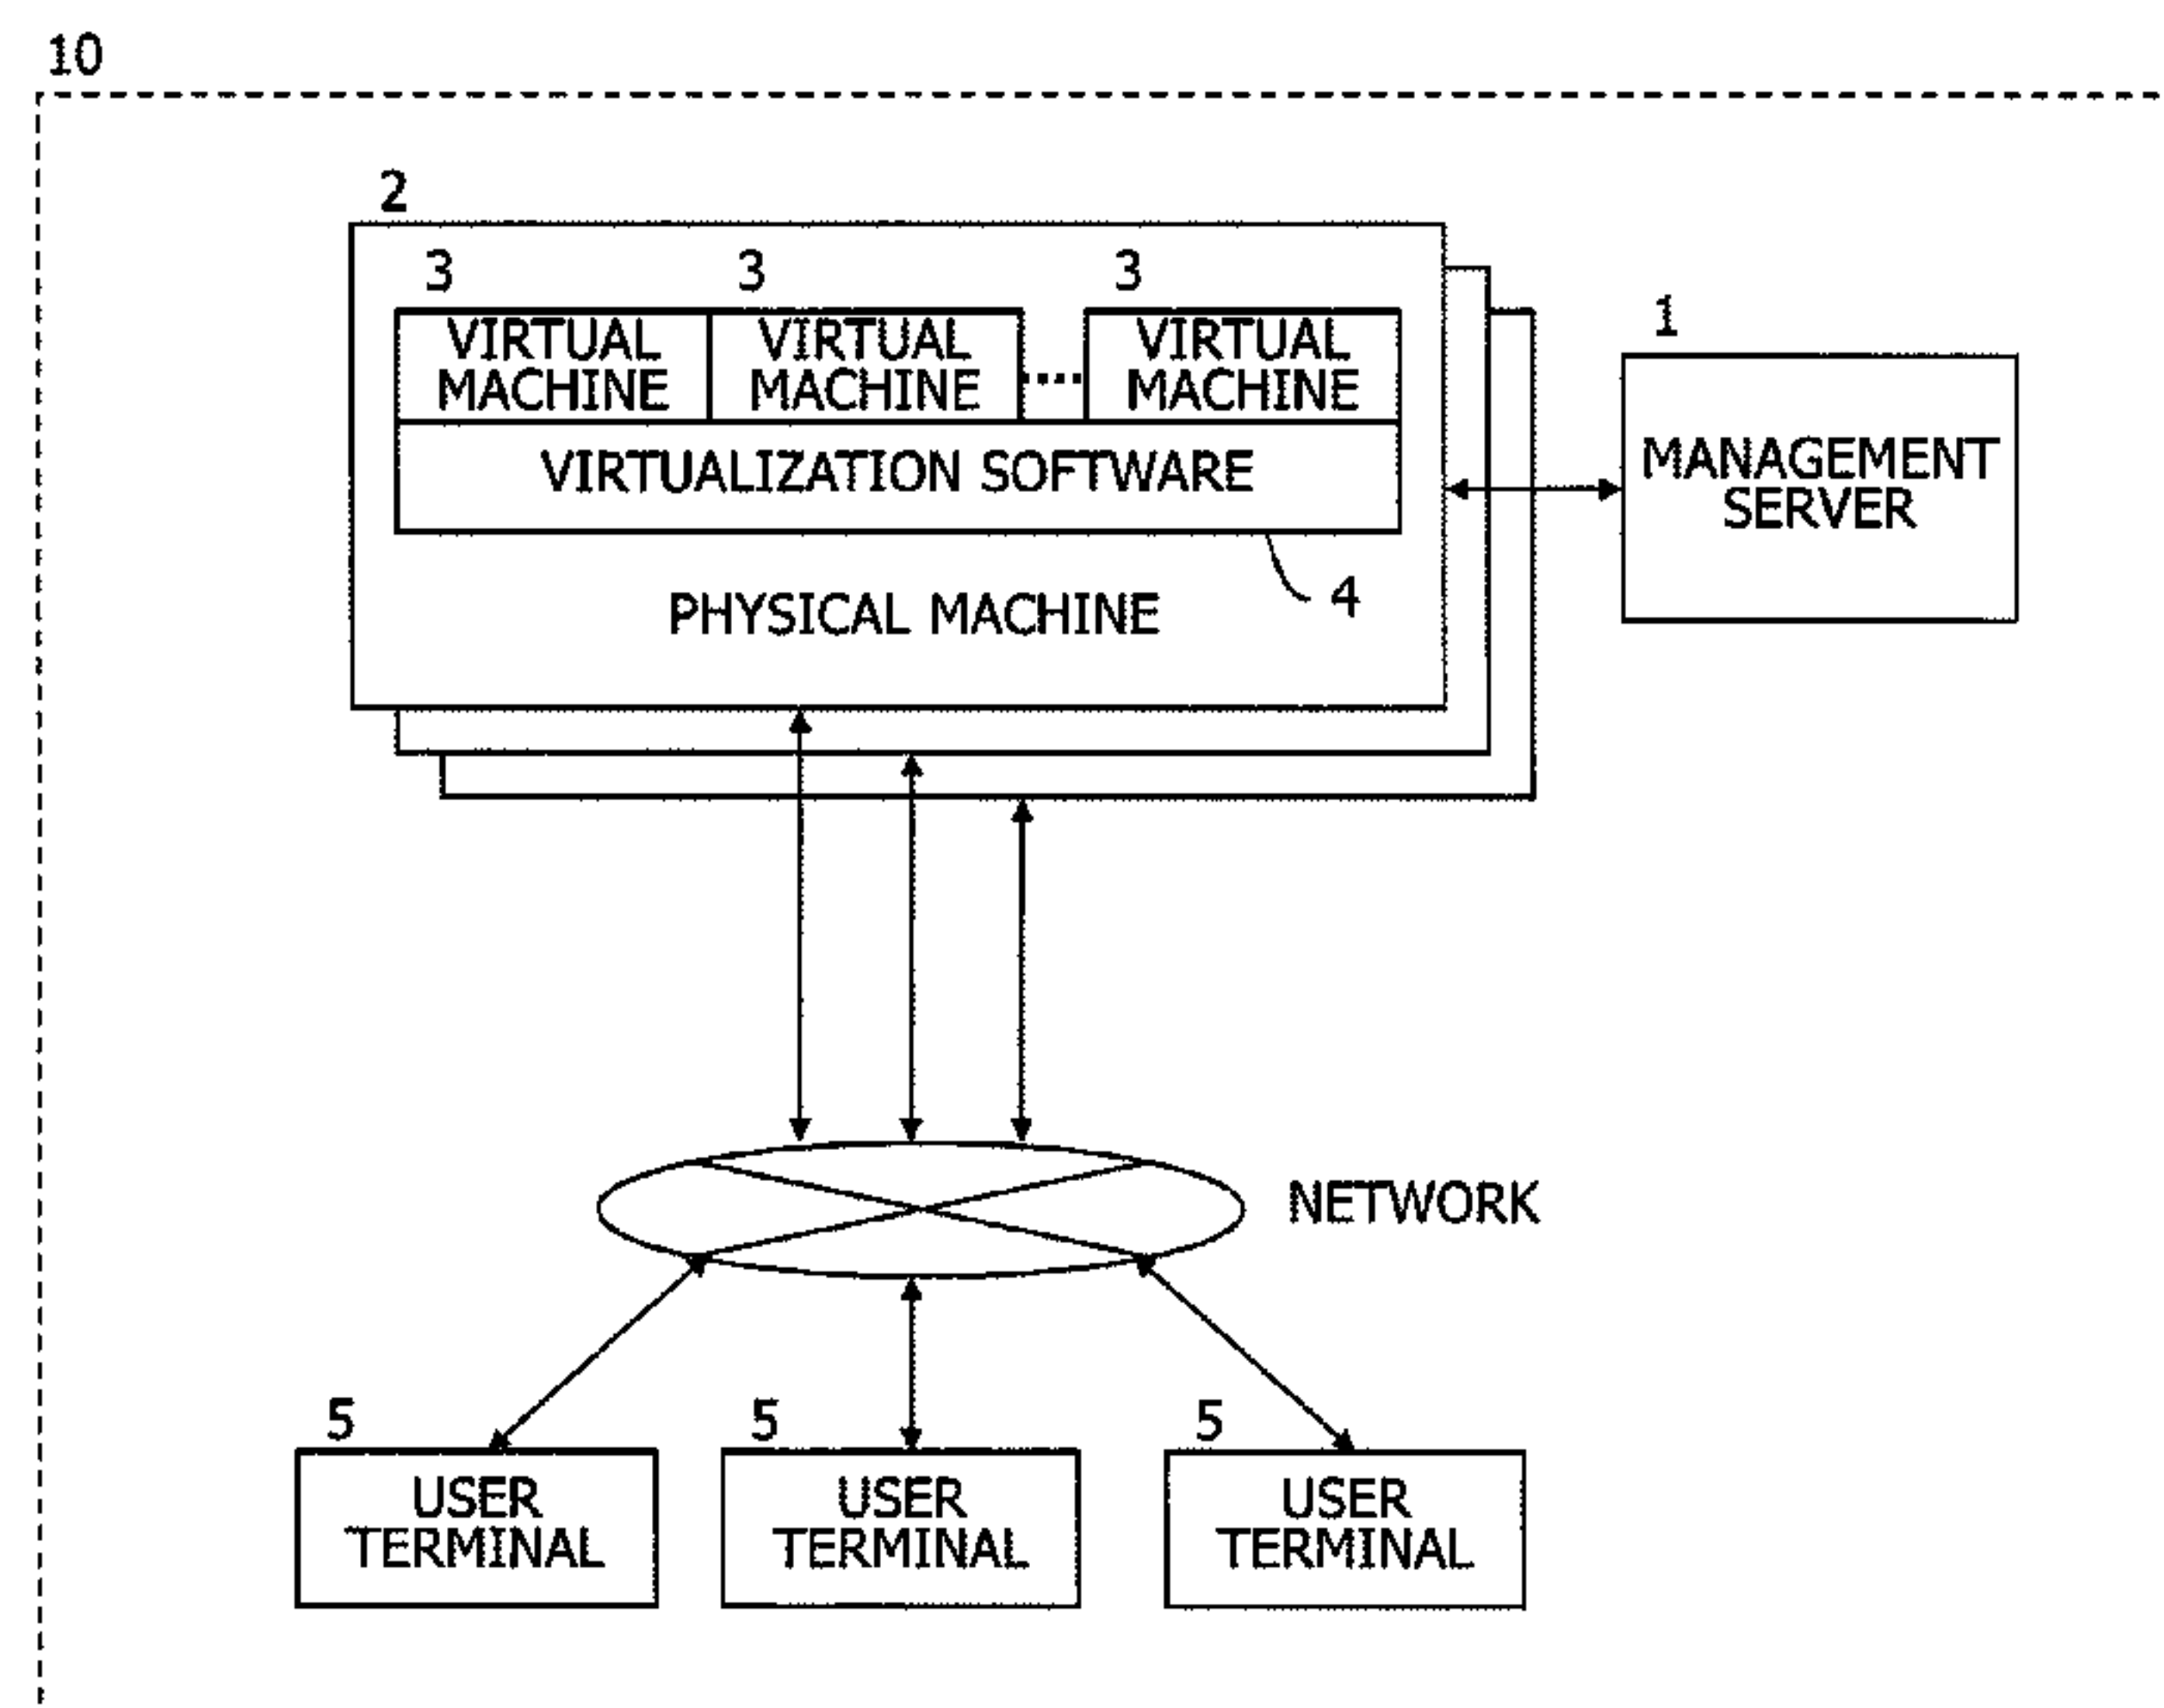 10
2
3
3
3
1
VIRTUAL
MACHINE
VIRTUAL
MACHINE
VIRTUAL
MACHINE
VIRTUALIZATION SOFTWARE
MANAGEMENT
SERVER
4
PHYSICAL MACHINE
NETWORK
5
5
5
USER
TERMINAL
USER
TERMINAL
USER
TERMINAL